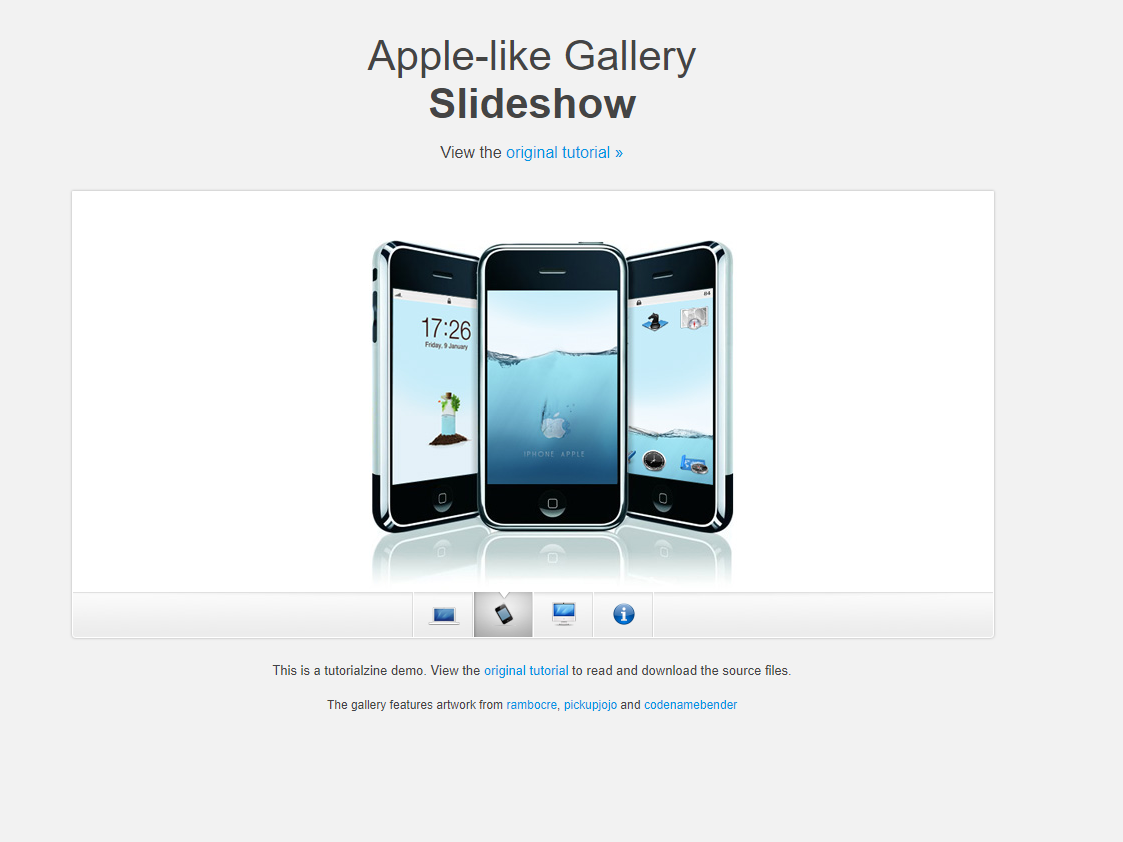 Apple-like Gallery
Slideshow
View the original tutorial »
17:26
Friday, 9 January
IPHONE APPLE
This is a tutorialzine demo. View the original tutorial to read and download the source files.
The gallery features artwork from rambocre, pickupjojo and codenamebender